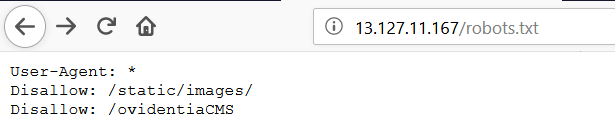 13.127.11.167/robots.txt
User-Agent: *
Disallow: /static/images/
Disallow: /ovidentiaCMS